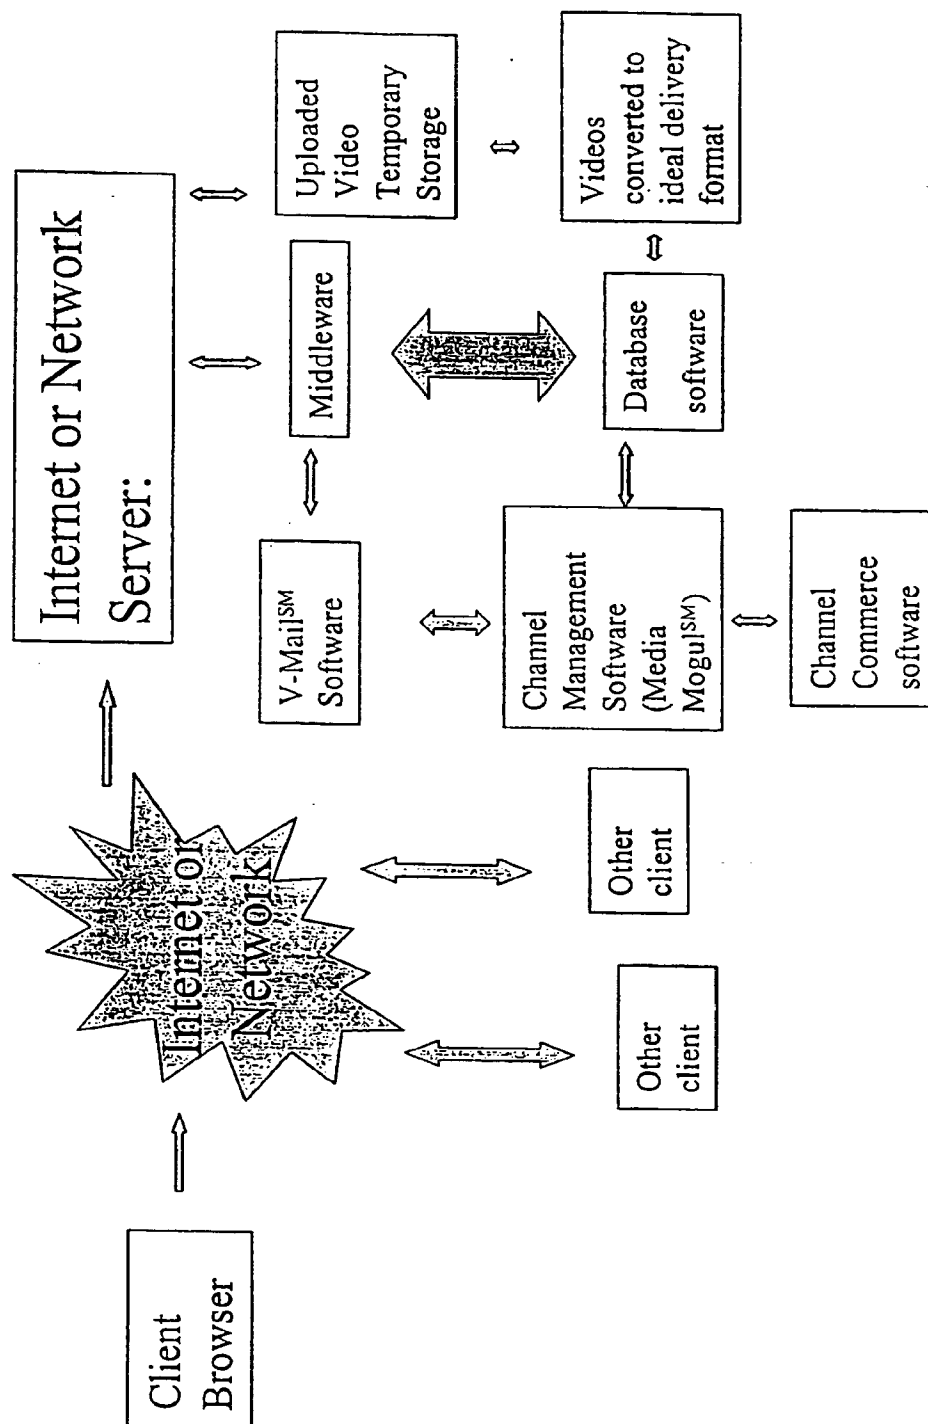 Client
Browser
Internet or
Network
Internet or Network
Server:
Other
client
Other
client
V-Mail℠
Software
Middleware
Uploaded
Video
Temporary
Storage
Channel
Management
Software
(Media
Mogul℠)
Database
software
Videos
converted to
ideal delivery
format
Channel
Commerce
software